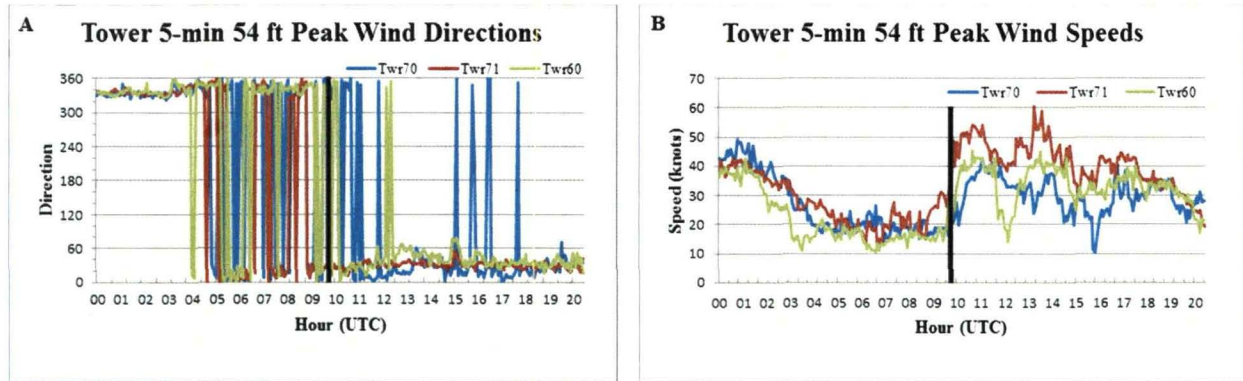 A
Tower 5-min 54 ft Peak Wind Directions
Twr70 Twr71 Twr60
360
300
240
180
120
60
0
Direction
00 01 02 03 04 05 06 07 08 09 10 11 12 13 14 15 16 17 18 19 20
Hour (UTC)
B
Tower 5-min 54 ft Peak Wind Speeds
Twr70 Twr71 Twr60
70
60
50
40
30
20
10
0
Speed (knots)
00 01 02 03 04 05 06 07 08 09 10 11 12 13 14 15 16 17 18 19 20
Hour (UTC)